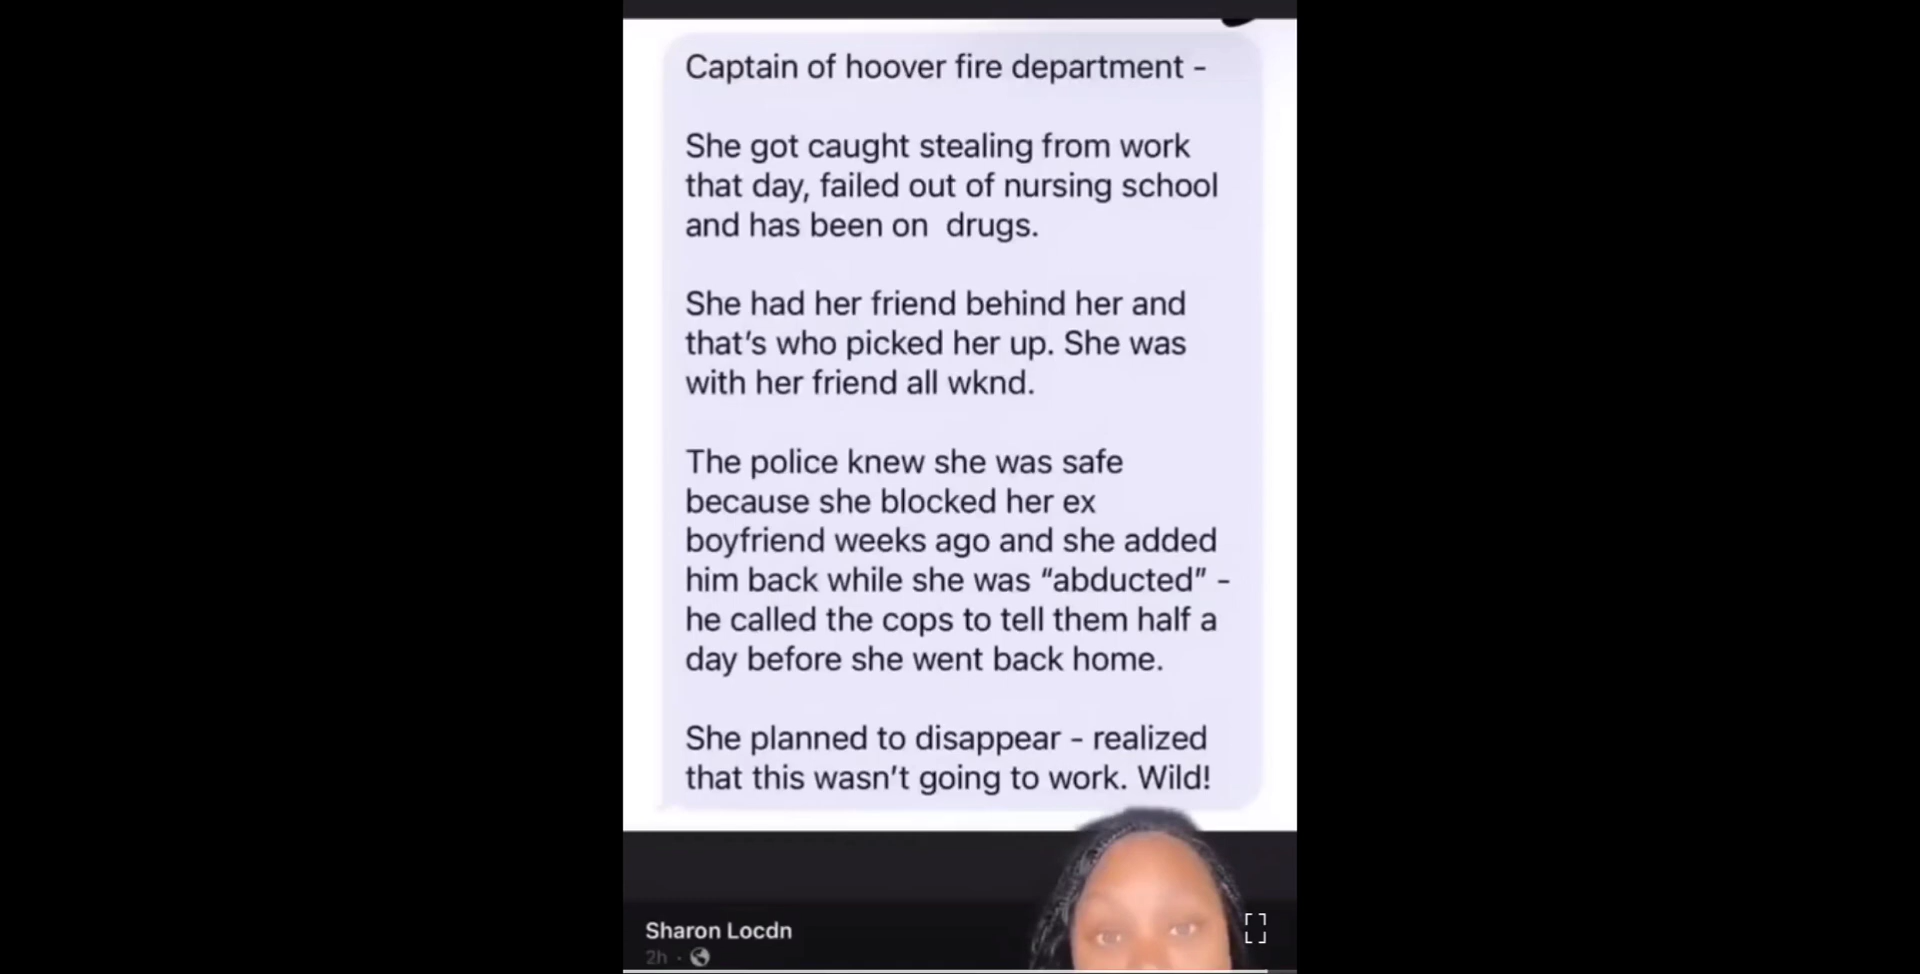 Captain of hoover fire department -
She got caught stealing from work
that day, failed out of nursing school
and has been on  drugs.
She had her friend behind her and
that's who picked her up. She was
with her friend all wknd.
The police knew she was safe
because she blocked her ex
boyfriend weeks ago and she added
him back while she was “abducted” -
he called the cops to tell them half a
day before she went back home.
She planned to disappear - realized
that this wasn't going to work. Wild!
Sharon Locdn
2h ·